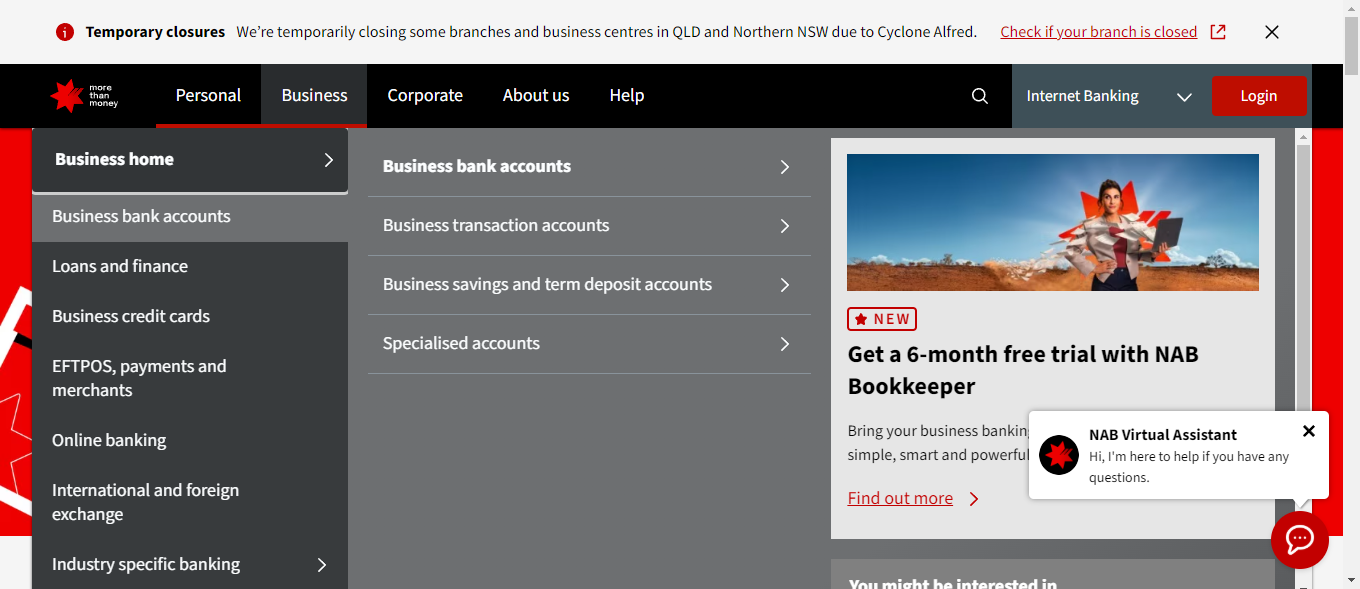 Temporary closures We’re temporarily closing some branches and business centres in QLD and Northern NSW due to Cyclone Alfred. Check if your branch is closed
more
than
money
Personal Business Corporate About us Help Internet Banking Login
Business home
Business bank accounts
Loans and finance
Business credit cards
EFTPOS, payments and
merchants
Online banking
International and foreign
exchange
Industry specific banking
Business bank accounts
Business transaction accounts
Business savings and term deposit accounts
Specialised accounts
NEW
Get a 6-month free trial with NAB
Bookkeeper
Bring your business banking
simple, smart and powerful
Find out more
NAB Virtual Assistant
Hi, I'm here to help if you have any
questions.
You might be interested in